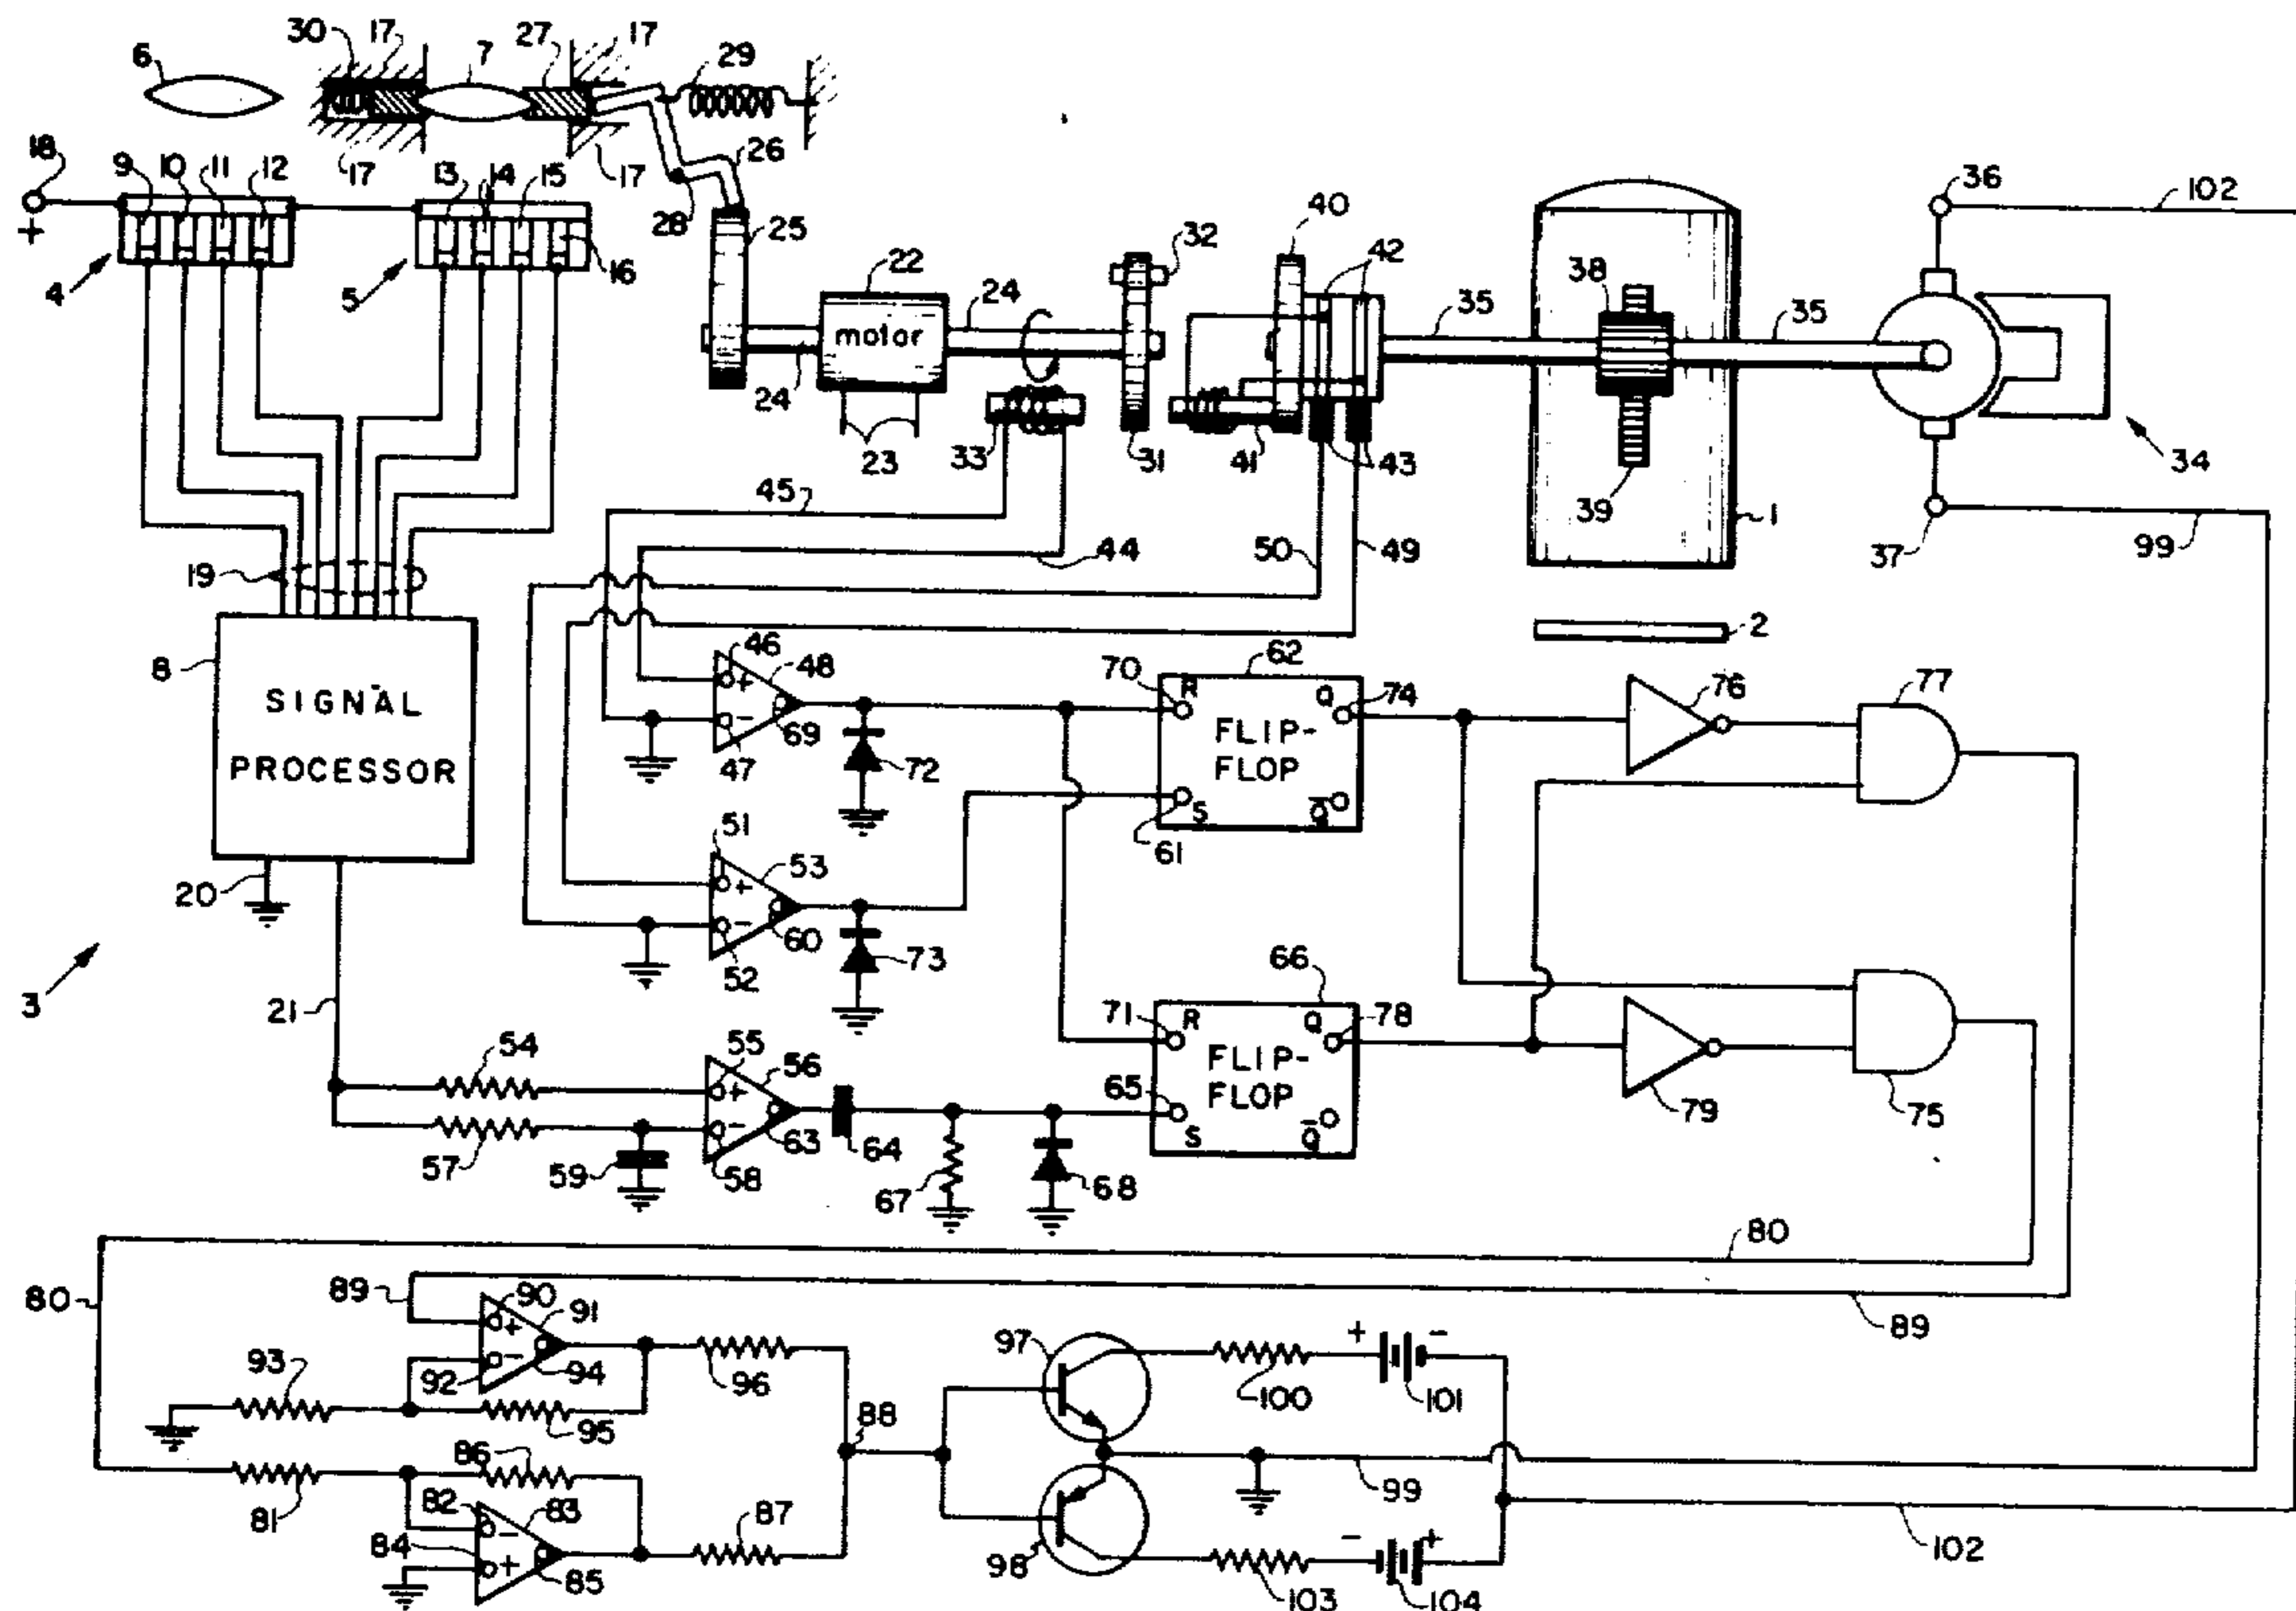 30 17 7 27 17 29
6
18 9 10 11 12 17 13 14 15 17 26 36 102
+ 28 25 40
4 5 16 22 24 32 42 35 38 35
motor
24 23 33 31 41 43 39 34
45 1 37 99
19 44 50 49
2
8 46 48 70 62 74 76 77
SIGNAL
PROCESSOR
+ R Q
- 69
FLIP-
FLOP
47 72
S Q̄
51 53 61
20 +
- 60 73 66
52
3 21 71 R Q 78
54 55 56
FLIP-
FLOP
+ 65
- 63 75
57 59 58 64 67 68 S Q̄ 79
80
80 89 90 91 89
+
- 97 + -
93 92 94 96 100 101
95 88
86
81 82 83 87 99
- - + 102
84 + 85 98 103 104